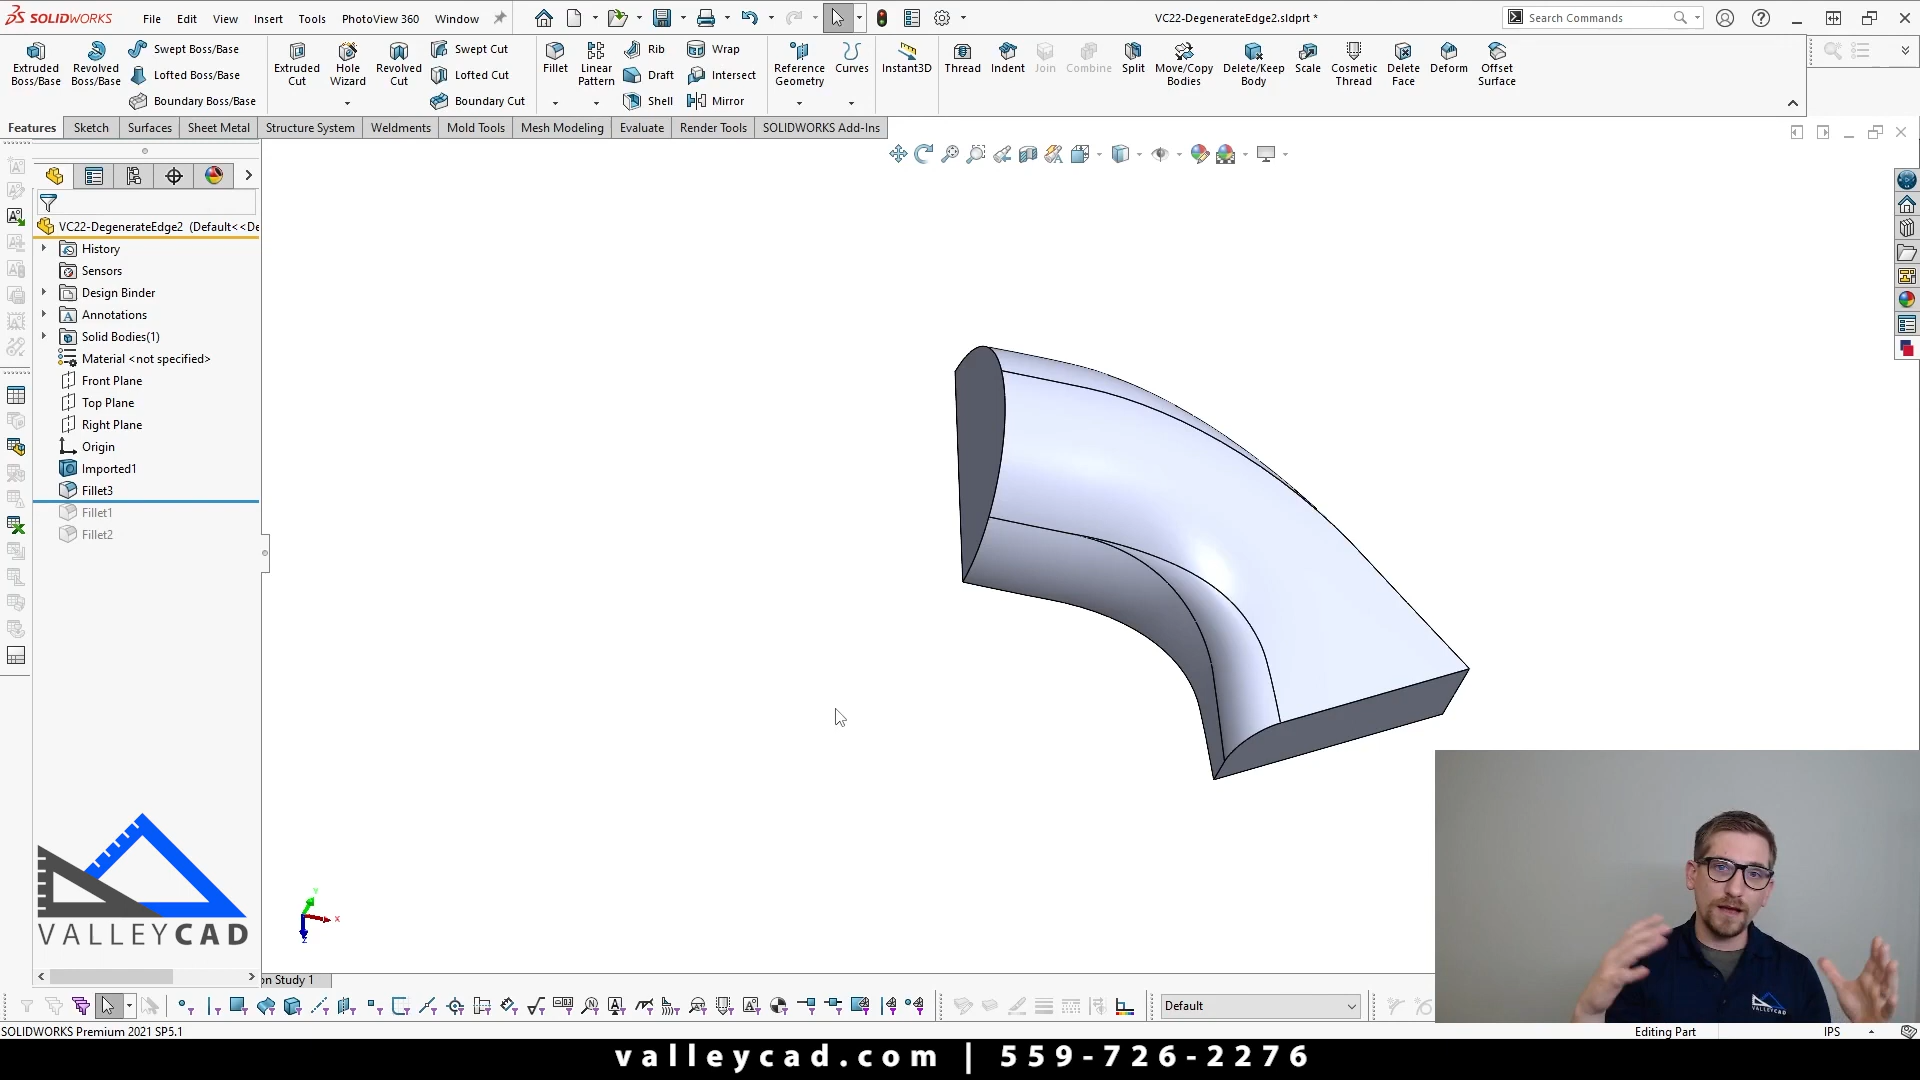 SOLIDWORKS File Edit View Insert Tools PhotoView 360 Window VC22-DegenerateEdge2.sldprt * Search Commands
Extruded Boss/Base
Revolved Boss/Base
Swept Boss/Base
Lofted Boss/Base
Boundary Boss/Base
Extruded Cut
Hole Wizard
Revolved Cut
Swept Cut
Lofted Cut
Boundary Cut
Fillet
Linear Pattern
Rib
Draft
Shell
Wrap
Intersect
Mirror
Reference Geometry
Curves
Instant3D
Thread
Indent
Join
Combine
Split
Move/Copy Bodies
Delete/Keep Body
Scale
Cosmetic Thread
Delete Face
Deform
Offset Surface
Features Sketch Surfaces Sheet Metal Structure System Weldments Mold Tools Mesh Modeling Evaluate Render Tools SOLIDWORKS Add-Ins
VC22-DegenerateEdge2 (Default<<De
History
Sensors
Design Binder
Annotations
Solid Bodies(1)
Material <not specified>
Front Plane
Top Plane
Right Plane
Origin
Imported1
Fillet3
Fillet1
Fillet2
VALLEYCAD
Y
X
Z
on Study 1
Default
SOLIDWORKS Premium 2021 SP5.1
Editing Part
IPS
valleycad.com | 559-726-2276